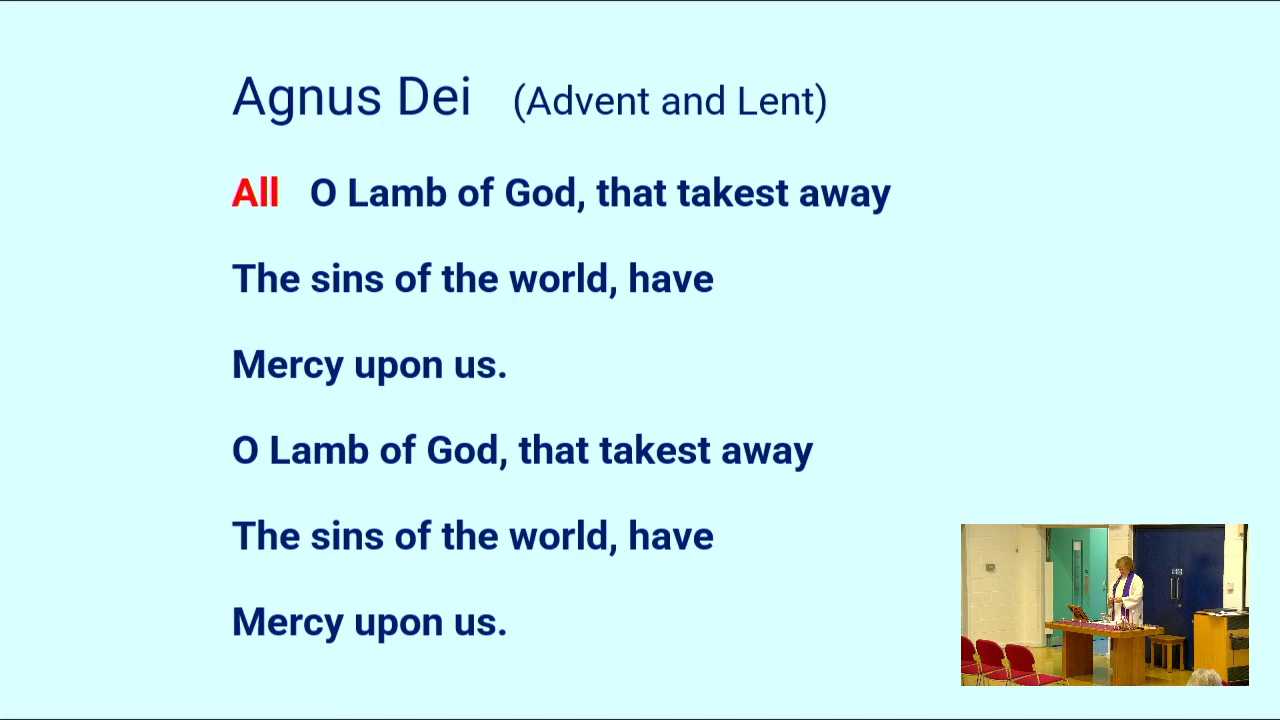 Agnus Dei (Advent and Lent)
All O Lamb of God, that takest away
The sins of the world, have
Mercy upon us.
O Lamb of God, that takest away
The sins of the world, have
Mercy upon us.